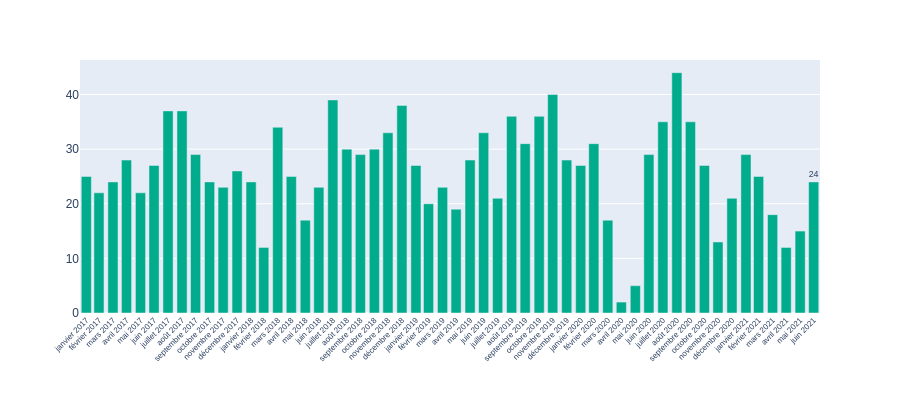 40
30
20
10
0
24
janvier 2017
février 2017
mars 2017
avril 2017
mai 2017
juin 2017
juillet 2017
août 2017
septembre 2017
octobre 2017
novembre 2017
décembre 2017
janvier 2018
février 2018
mars 2018
avril 2018
mai 2018
juin 2018
juillet 2018
août 2018
septembre 2018
octobre 2018
novembre 2018
décembre 2018
janvier 2019
février 2019
mars 2019
avril 2019
mai 2019
juin 2019
juillet 2019
août 2019
septembre 2019
octobre 2019
novembre 2019
décembre 2019
janvier 2020
février 2020
mars 2020
avril 2020
mai 2020
juin 2020
juillet 2020
août 2020
septembre 2020
octobre 2020
novembre 2020
décembre 2020
janvier 2021
février 2021
mars 2021
avril 2021
mai 2021
juin 2021